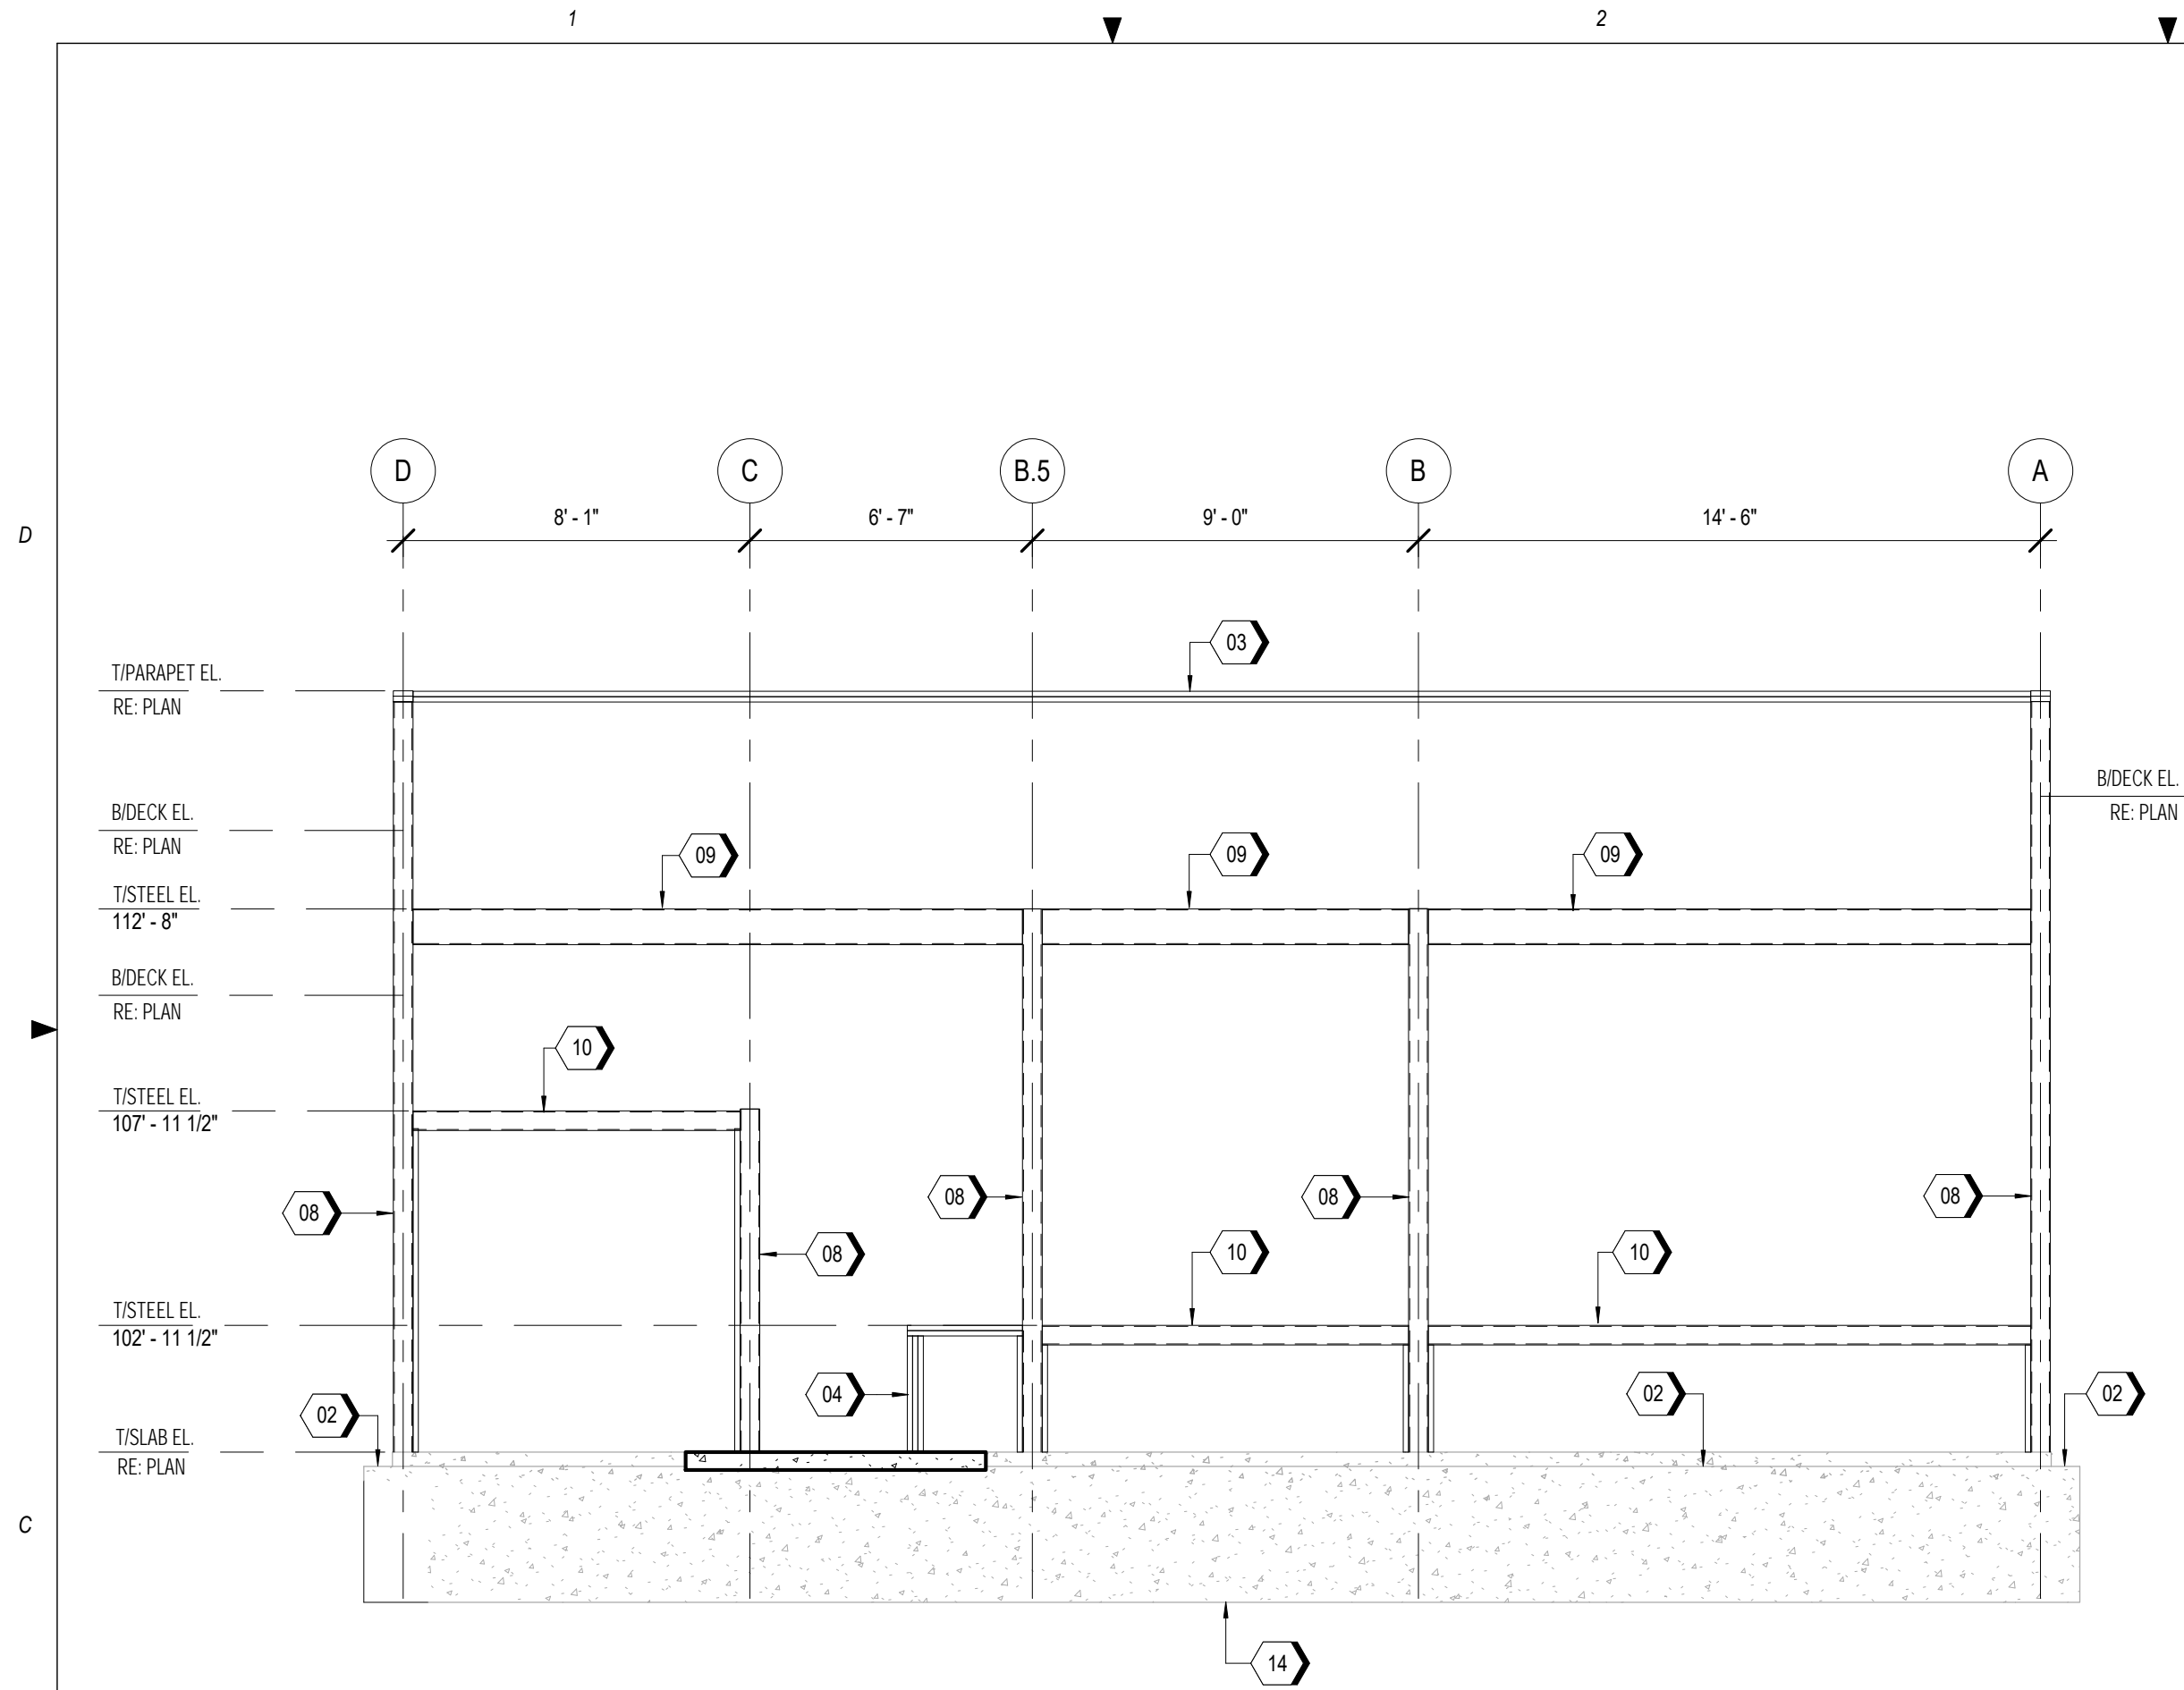 1
2
D
C
B.5
B
A
8' - 1"
6' - 7"
9' - 0"
14' - 6"
D
03
T/PARAPET EL.
RE: PLAN
B/DECK EL.
RE: PLAN
B/DECK EL.
RE: PLAN
09
09
09
T/STEEL EL.
112' - 8"
B/DECK EL.
RE: PLAN
10
T/STEEL EL.
107' - 11 1/2"
08
08
08
08
08
10
10
T/STEEL EL.
102' - 11 1/2"
04
02
02
02
T/SLAB EL.
RE: PLAN
C
14